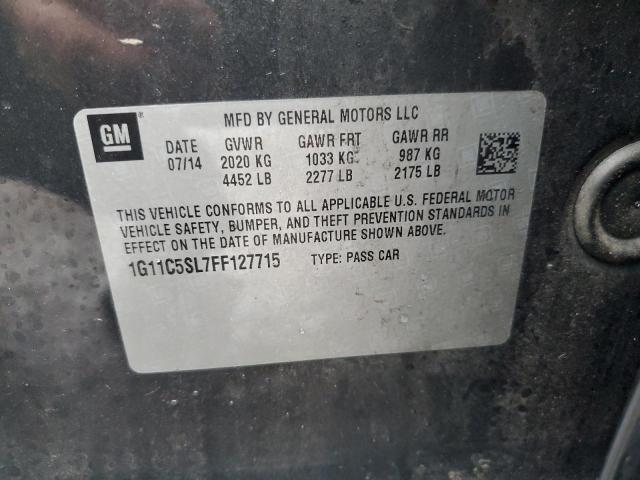 MFD BY GENERAL MOTORS LLC
GM®
DATE GVWR GAWR FRT GAWR RR
07/14 2020 KG 1033 KG 987 KG
4452 LB 2277 LB 2175 LB
THIS VEHICLE CONFORMS TO ALL APPLICABLE U.S. FEDERAL MOTOR
VEHICLE SAFETY, BUMPER, AND THEFT PREVENTION STANDARDS IN
EFFECT ON THE DATE OF MANUFACTURE SHOWN ABOVE.
1G11C5SL7FF127715 TYPE: PASS CAR